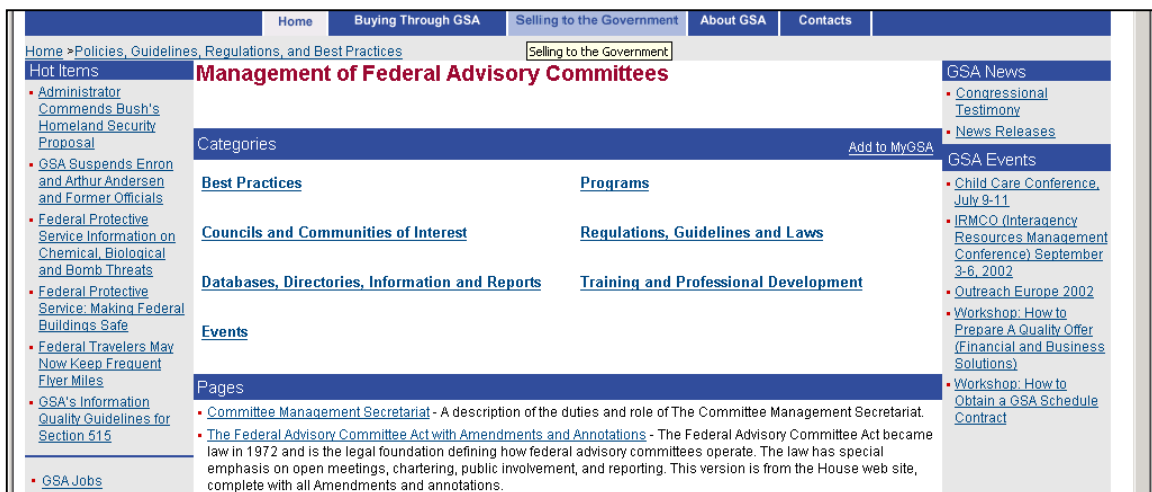 Home Buying Through GSA Selling to the Government About GSA Contacts
Home »Policies, Guidelines, Regulations, and Best Practices
Selling to the Government
Hot Items
• Administrator
Commends Bush's
Homeland Security
Proposal
• GSA Suspends Enron
and Arthur Andersen
and Former Officials
• Federal Protective
Service Information on
Chemical, Biological
and Bomb Threats
• Federal Protective
Service: Making Federal
Buildings Safe
• Federal Travelers May
Now Keep Frequent
Flyer Miles
• GSA's Information
Quality Guidelines for
Section 515
• GSA Jobs
Management of Federal Advisory Committees
Categories Add to MyGSA
Best Practices Programs
Councils and Communities of Interest Regulations, Guidelines and Laws
Databases, Directories, Information and Reports Training and Professional Development
Events
Pages
• Committee Management Secretariat - A description of the duties and role of The Committee Management Secretariat.
• The Federal Advisory Committee Act with Amendments and Annotations - The Federal Advisory Committee Act became
law in 1972 and is the legal foundation defining how federal advisory committees operate. The law has special
emphasis on open meetings, chartering, public involvement, and reporting. This version is from the House web site,
complete with all Amendments and annotations.
GSA News
• Congressional
Testimony
• News Releases
GSA Events
• Child Care Conference,
July 9-11
• IRMCO (Interagency
Resources Management
Conference) September
3-6, 2002
• Outreach Europe 2002
• Workshop: How to
Prepare A Quality Offer
(Financial and Business
Solutions)
• Workshop: How to
Obtain a GSA Schedule
Contract